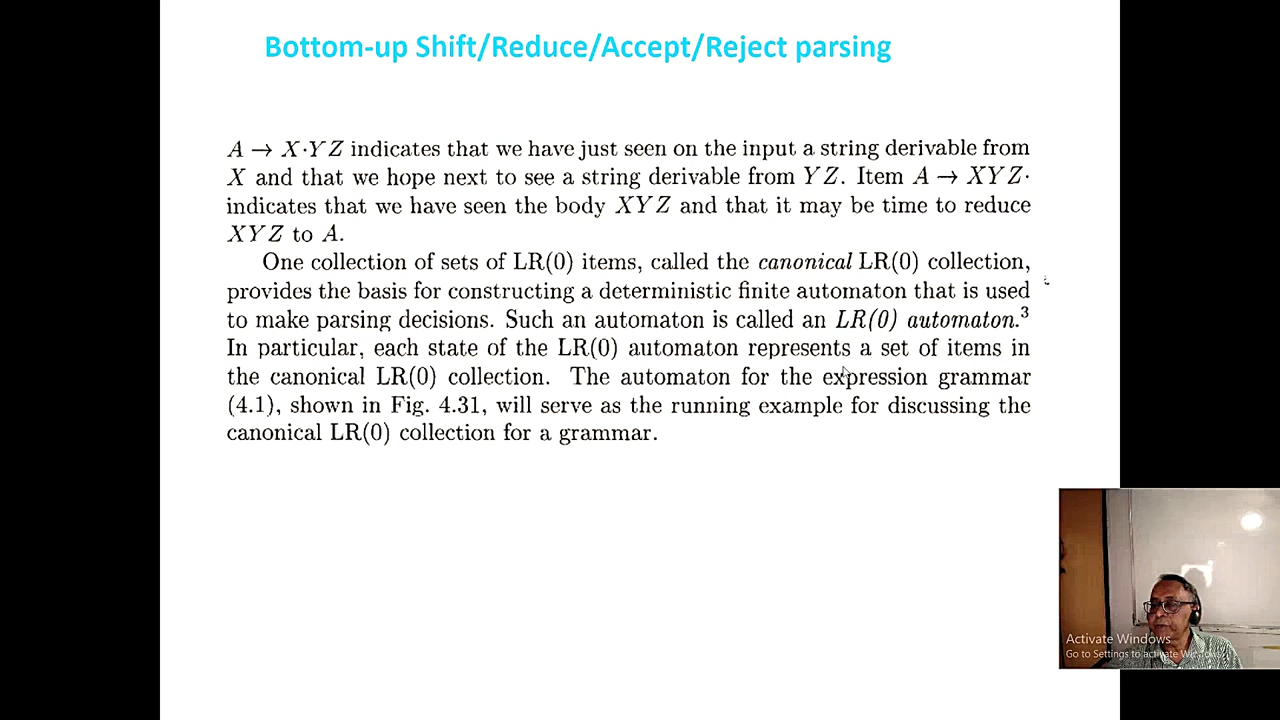 Bottom-up Shift/Reduce/Accept/Reject parsing
A → X·YZ indicates that we have just seen on the input a string derivable from
X and that we hope next to see a string derivable from YZ. Item A → XYZ·
indicates that we have seen the body XYZ and that it may be time to reduce
XYZ to A.
One collection of sets of LR(0) items, called the canonical LR(0) collection,
provides the basis for constructing a deterministic finite automaton that is used
to make parsing decisions. Such an automaton is called an LR(0) automaton.³
In particular, each state of the LR(0) automaton represents a set of items in
the canonical LR(0) collection. The automaton for the expression grammar
(4.1), shown in Fig. 4.31, will serve as the running example for discussing the
canonical LR(0) collection for a grammar.
Activate Windows
Go to Settings to activate Windows.